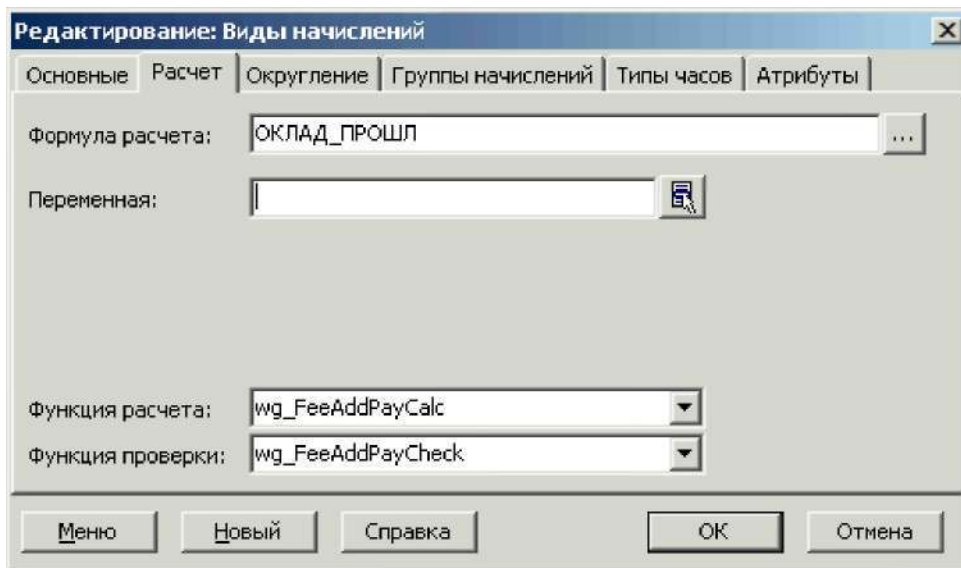 Редактирование: Виды начислений
Основные Расчет Округление Группы начислений Типы часов Атрибуты
Формула расчета: ОКЛАД_ПРОШЛ ...
Переменная:
Функция расчета: wg_FeeAddPayCalc
Функция проверки: wg_FeeAddPayCheck
Меню Новый Справка ОК Отмена